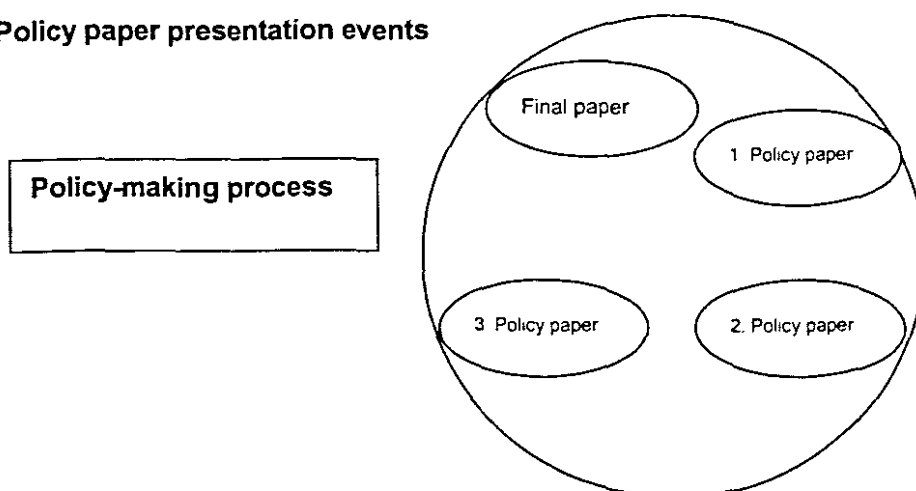 Policy paper presentation events
Final paper
1 Policy paper
Policy-making process
3 Policy paper
2. Policy paper